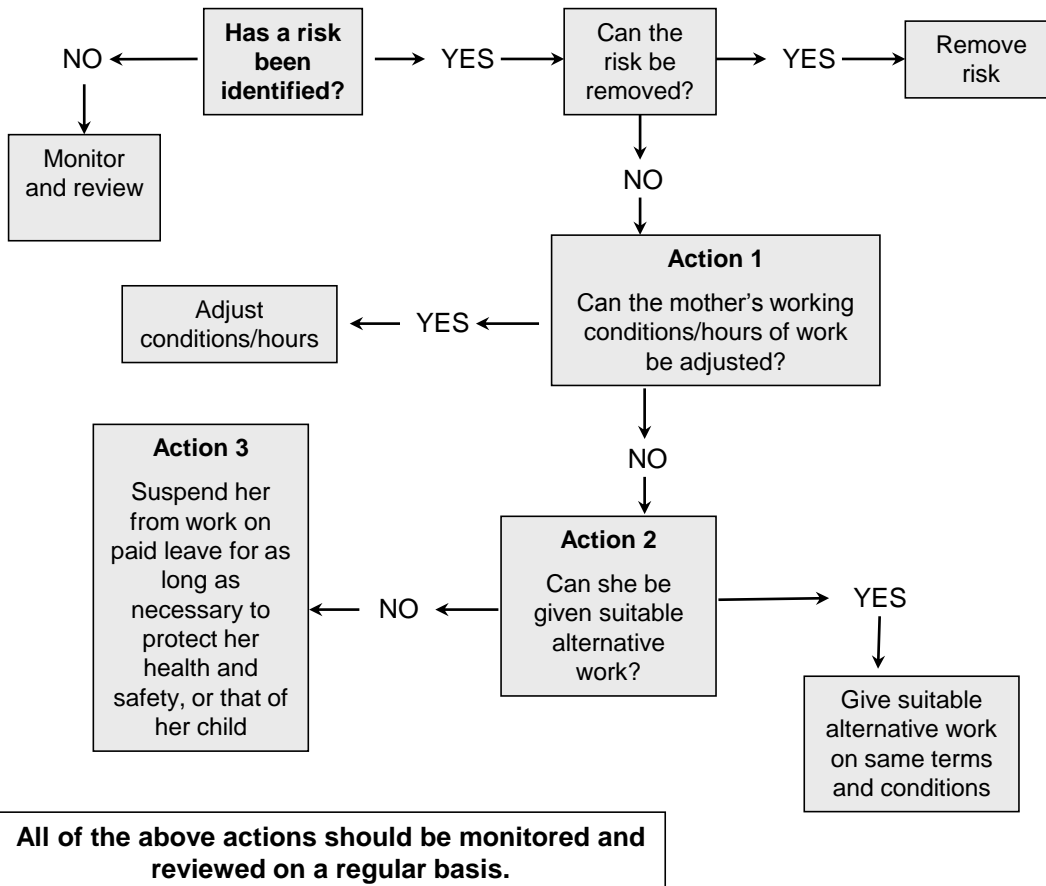 Has a risk
been
identified?
NO
YES
Can the
risk be
removed?
YES
Remove
risk
Monitor
and review
NO
Action 1
Can the mother’s working
conditions/hours of work
be adjusted?
YES
Adjust
conditions/hours
NO
Action 2
Can she be
given suitable
alternative
work?
YES
Give suitable
alternative work
on same terms
and conditions
NO
Action 3
Suspend her
from work on
paid leave for as
long as
necessary to
protect her
health and
safety, or that of
her child
All of the above actions should be monitored and
reviewed on a regular basis.